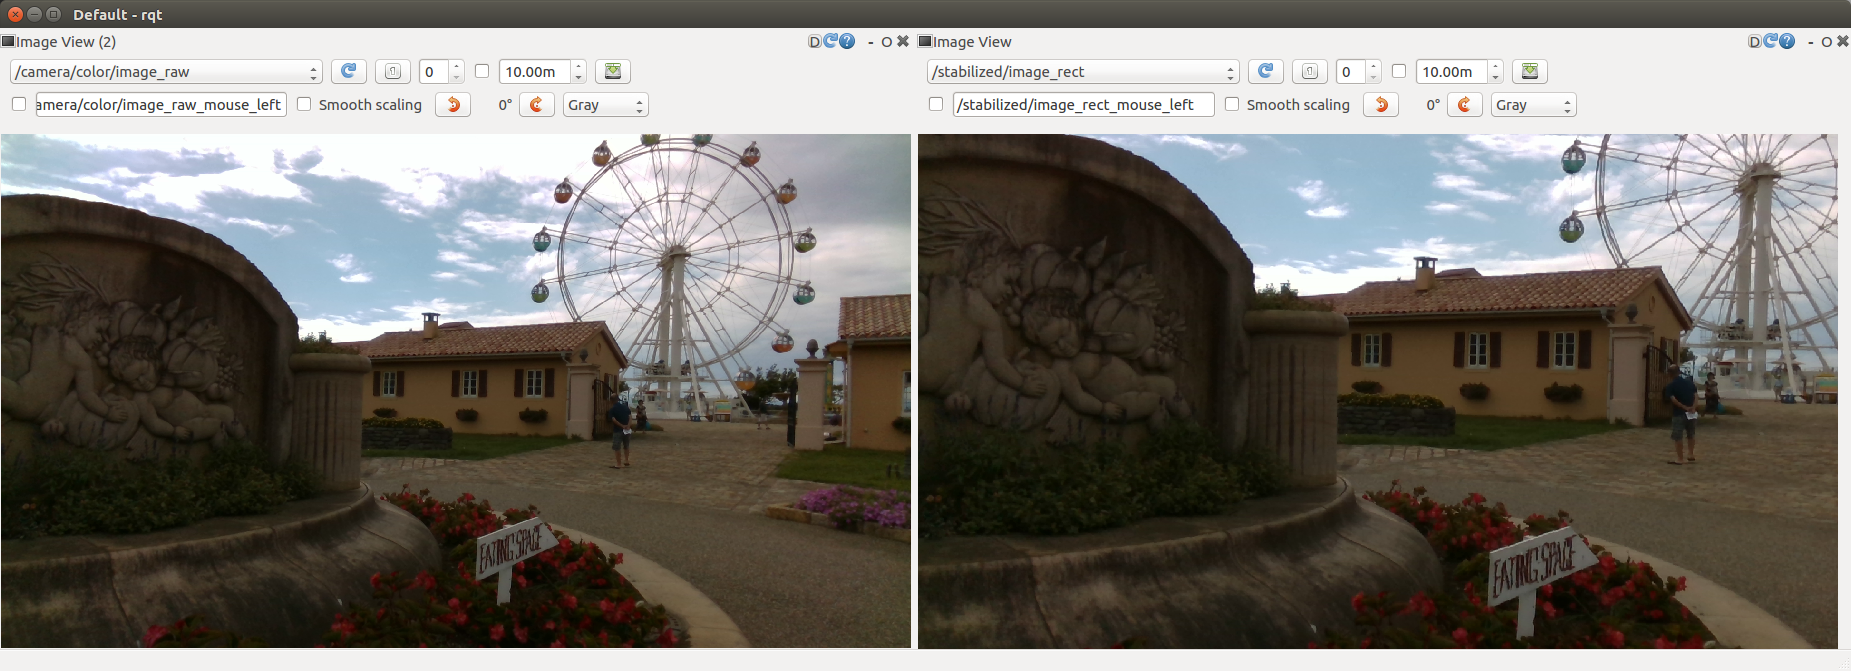 Default - rqt
Image View (2)
D ? - O
/camera/color/image_raw
0
10.00m
amera/color/image_raw_mouse_left
Smooth scaling
0°
Gray
EATING SPACE
Image View
D ? - O
/stabilized/image_rect
0
10.00m
/stabilized/image_rect_mouse_left
Smooth scaling
0°
Gray
EATING SPACE